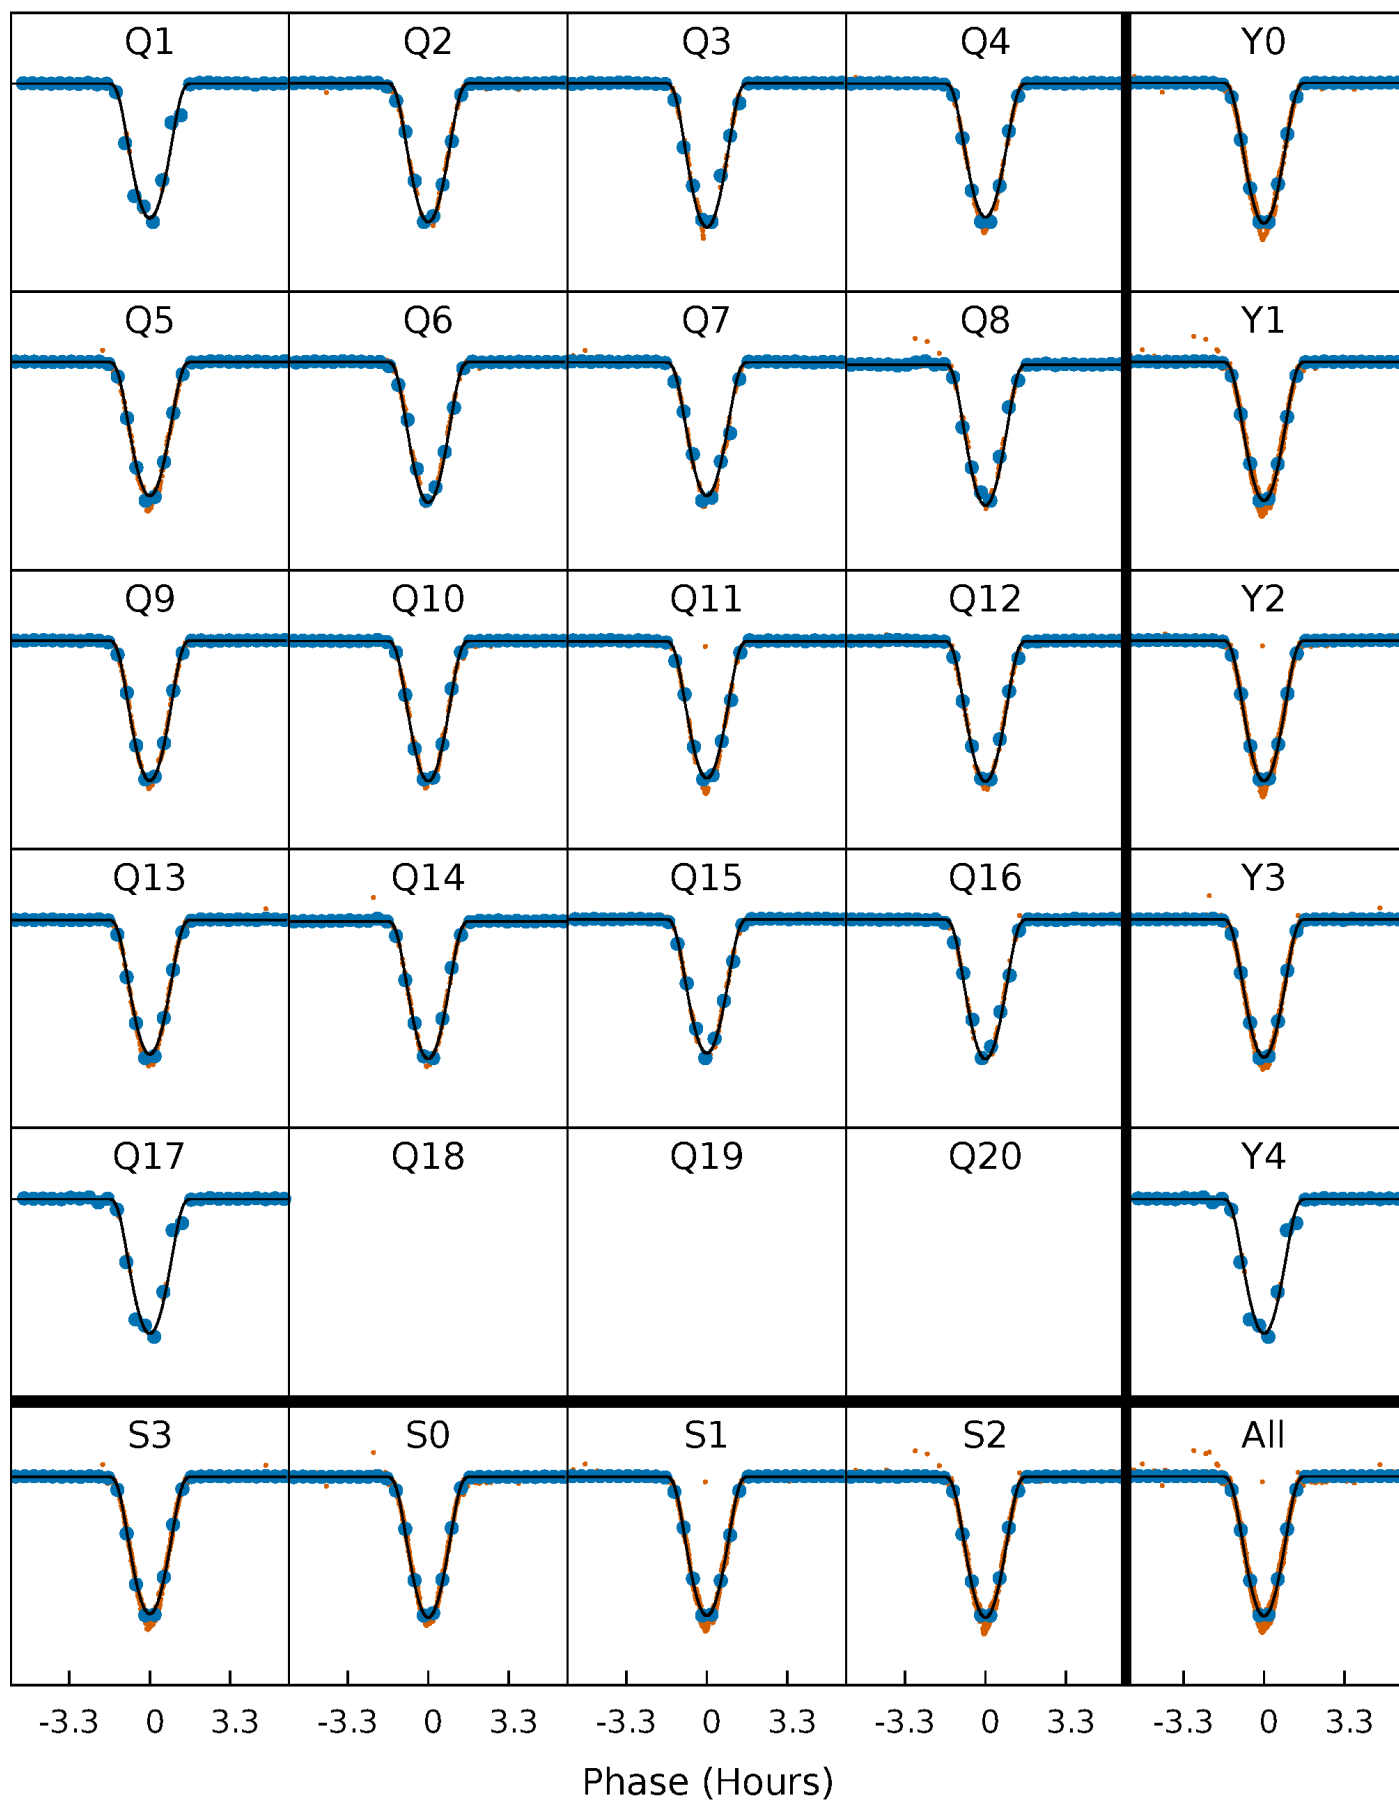 Q1 Q2 Q3 Q4 Y0
Q5 Q6 Q7 Q8 Y1
Q9 Q10 Q11 Q12 Y2
Q13 Q14 Q15 Q16 Y3
Q17 Q18 Q19 Q20 Y4
S3 S0 S1 S2 All
-3.3 0 3.3 -3.3 0 3.3 -3.3 0 3.3 -3.3 0 3.3 -3.3 0 3.3
Phase (Hours)